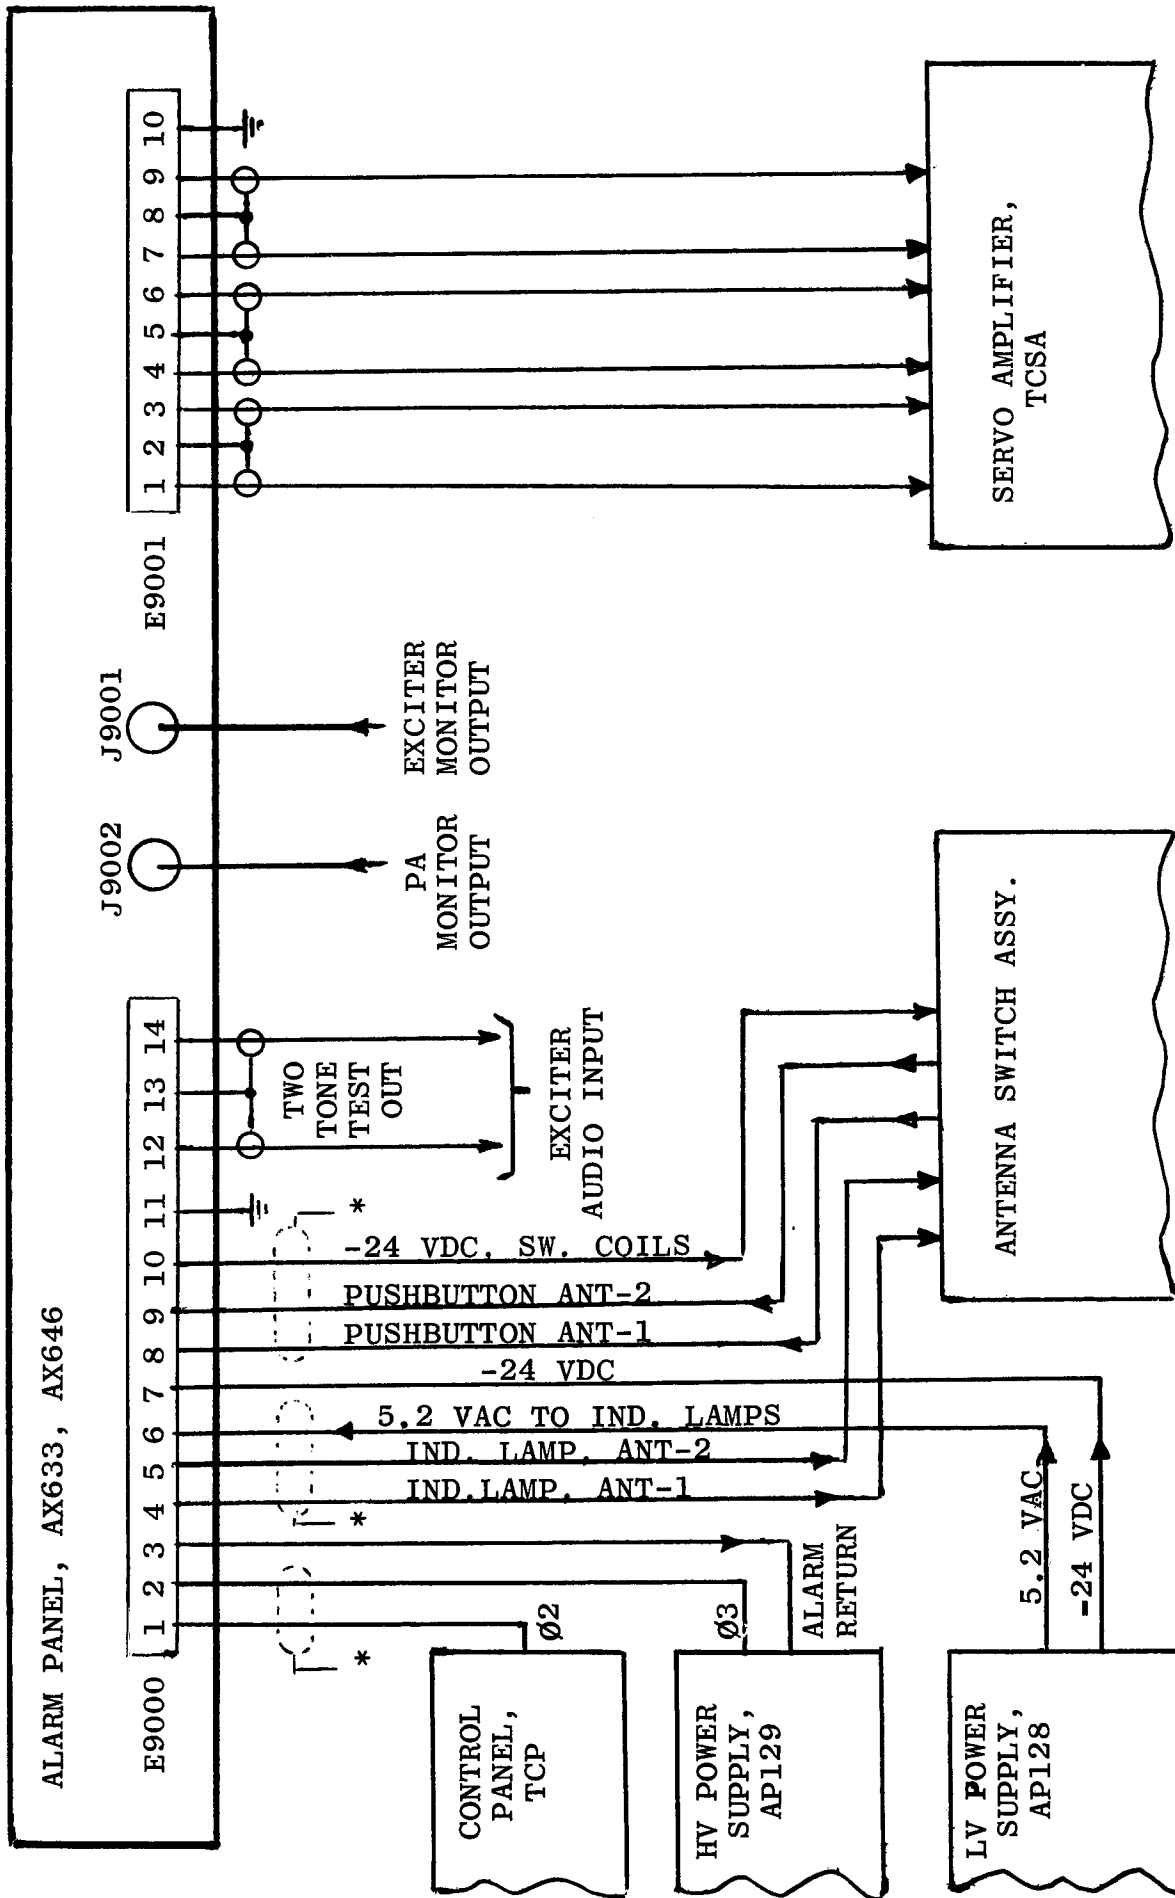 ALARM PANEL, AX633, AX646
E9000
1 2 3 4 5 6 7 8 9 10 11 12 13 14
J9002
J9001
E9001
1 2 3 4 5 6 7 8 9 10
*
*
*
-24 VDC, SW. COILS
PUSHBUTTON ANT-2
PUSHBUTTON ANT-1
-24 VDC
5.2 VAC TO IND. LAMPS
IND. LAMP, ANT-2
IND.LAMP, ANT-1
TWO
TONE
TEST
OUT
EXCITER
AUDIO INPUT
PA
MONITOR
OUTPUT
EXCITER
MONITOR
OUTPUT
CONTROL
PANEL,
TCP
Ø2
HV POWER
SUPPLY,
AP129
Ø3
ALARM
RETURN
LV POWER
SUPPLY,
AP128
5.2 VAC
-24 VDC
ANTENNA SWITCH ASSY.
SERVO AMPLIFIER,
TCSA